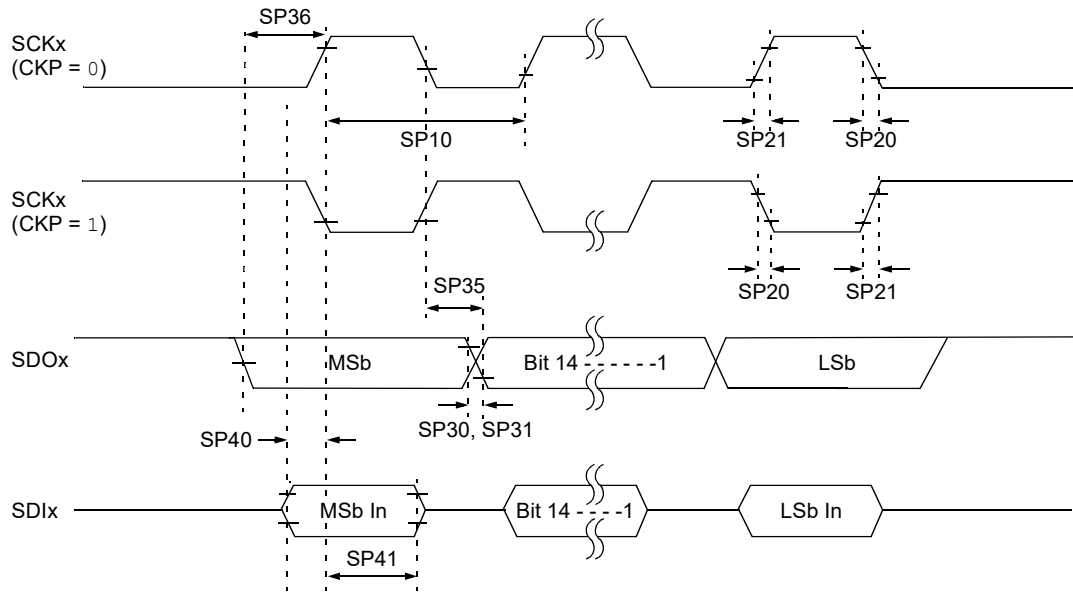 SP36
SCKx
(CKP = 0)
SP10
SP21
SP20
SCKx
(CKP = 1)
SP35
SP20
SP21
SDOx
MSb
Bit 14 - - - - - -1
LSb
SP30, SP31
SP40
SDIx
MSb In
Bit 14 - - - -1
LSb In
SP41